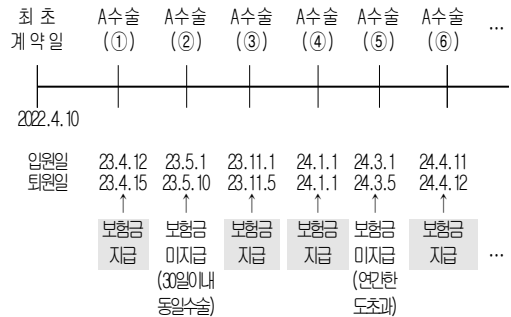 최 초 A수술 A수술 A수술 A수술 A수술 A수술 …
계 약 일 (①) (②) (③) (④) (⑤) (⑥)
2022.4.10
입원일 23.4.12 23.5.1 23.11.1 24.1.1 24.3.1 24.4.11
퇴원일 23.4.15 23.5.10 23.11.5 24.1.1 24.3.5 24.4.12
↑ ↑ ↑ ↑ ↑ ↑
보험금 보험금 보험금 보험금 보험금 보험금
지급 미지급 지급 지급 미지급 지급 …
(30일이내 (연간한
동일수술) 도초과)